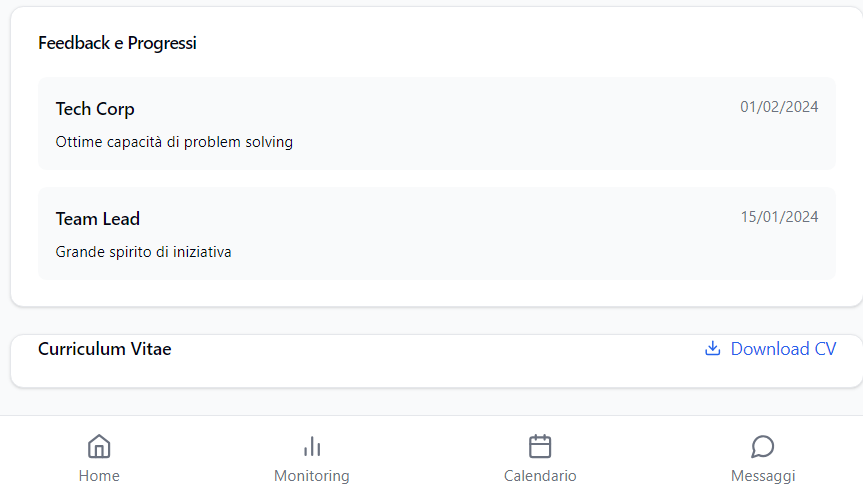 Feedback e Progressi
Tech Corp 01/02/2024
Ottime capacità di problem solving
Team Lead 15/01/2024
Grande spirito di iniziativa
Curriculum Vitae Download CV
Home Monitoring Calendario Messaggi